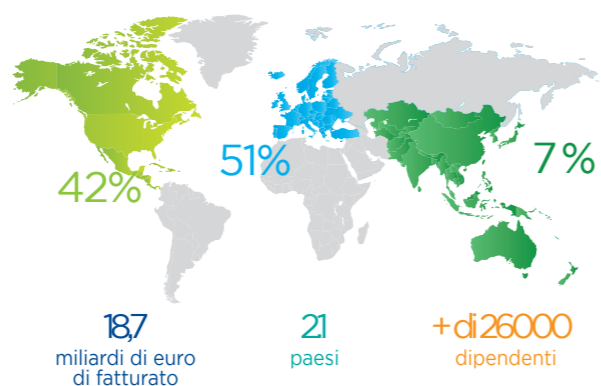 42%
51%
7%
18,7
miliardi di euro
di fatturato
21
paesi
+ di 26000
dipendenti